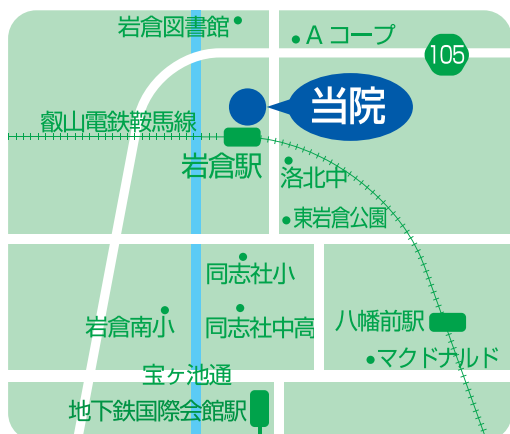 岩倉図書館
Aコープ
105
当院
叡山電鉄鞍馬線
岩倉駅
洛北中
東岩倉公園
同志社小
岩倉南小
同志社中高
八幡前駅
マクドナルド
宝ヶ池通
地下鉄国際会館駅